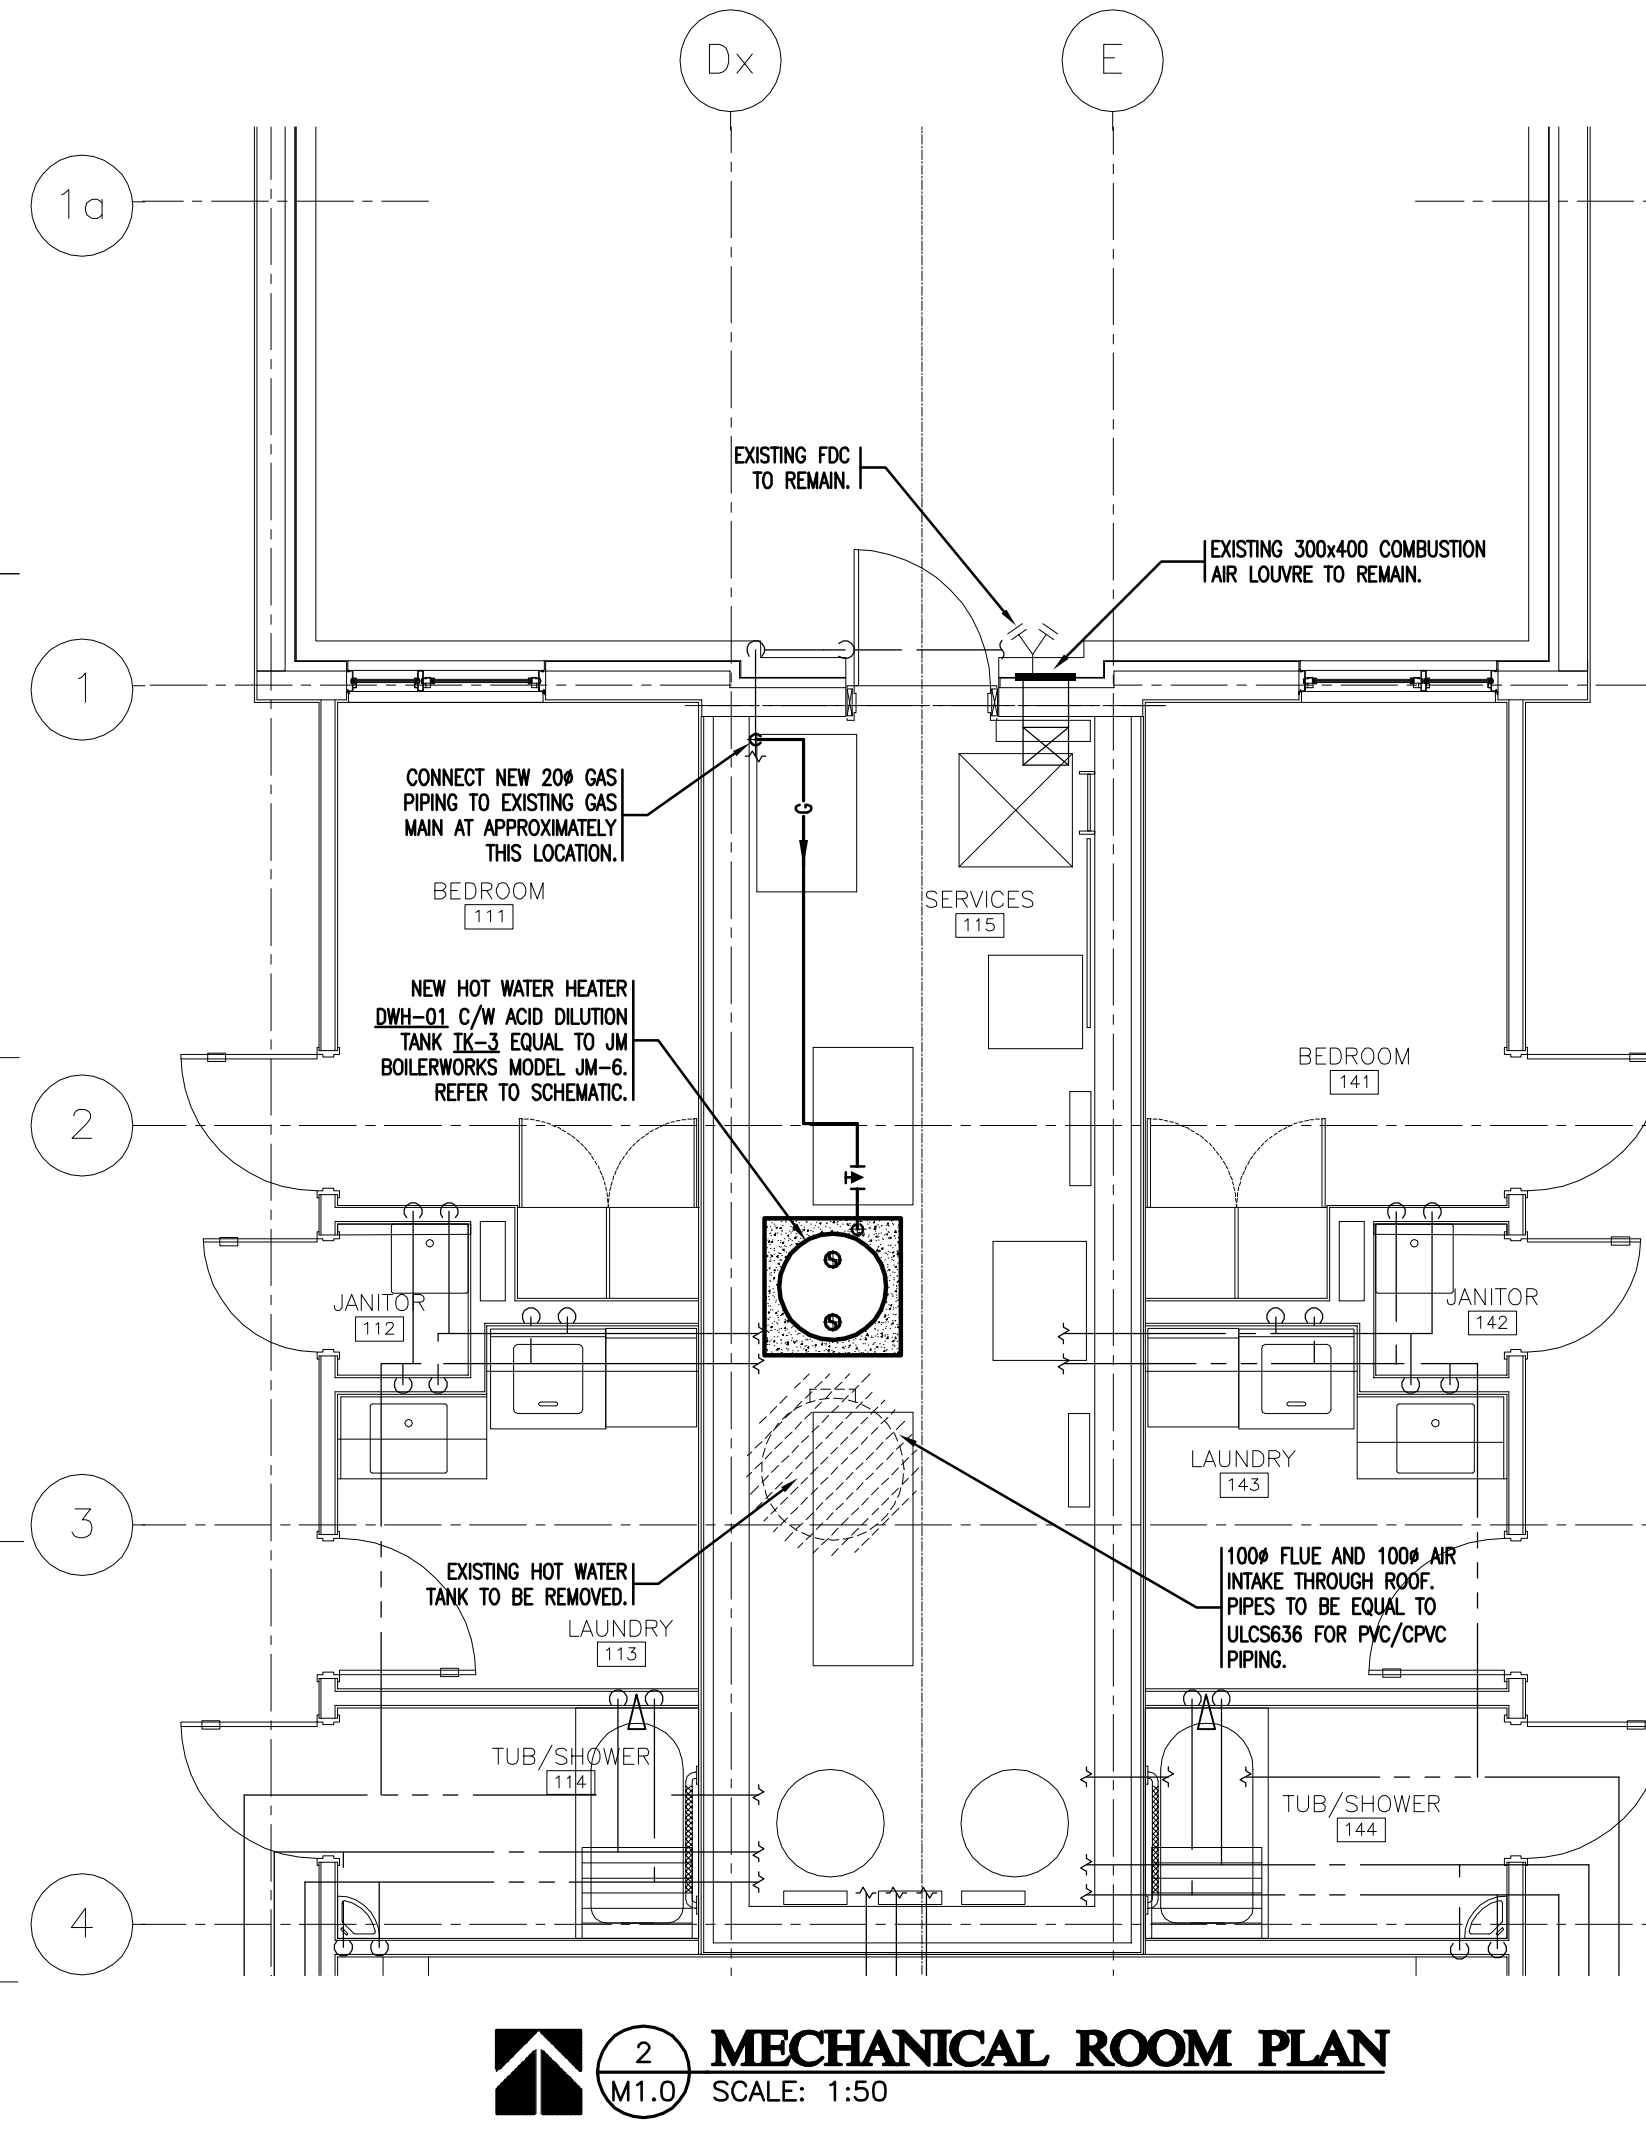 Dx
E
1a
EXISTING FDC
TO REMAIN.
EXISTING 300x400 COMBUSTION
AIR LOUVRE TO REMAIN.
1
CONNECT NEW 20ø GAS
PIPING TO EXISTING GAS
MAIN AT APPROXIMATELY
THIS LOCATION.
G
BEDROOM
111
SERVICES
115
NEW HOT WATER HEATER
DWH-01 C/W ACID DILUTION
TANK TK-3 EQUAL TO JM
BOILERWORKS MODEL JM-6.
REFER TO SCHEMATIC.
BEDROOM
141
2
JANITOR
112
JANITOR
142
LAUNDRY
143
3
EXISTING HOT WATER
TANK TO BE REMOVED.
100ø FLUE AND 100ø AIR
INTAKE THROUGH ROOF.
PIPES TO BE EQUAL TO
ULCS636 FOR PVC/CPVC
PIPING.
LAUNDRY
113
TUB/SHOWER
114
TUB/SHOWER
144
4
2
M1.0
MECHANICAL ROOM PLAN
SCALE: 1:50